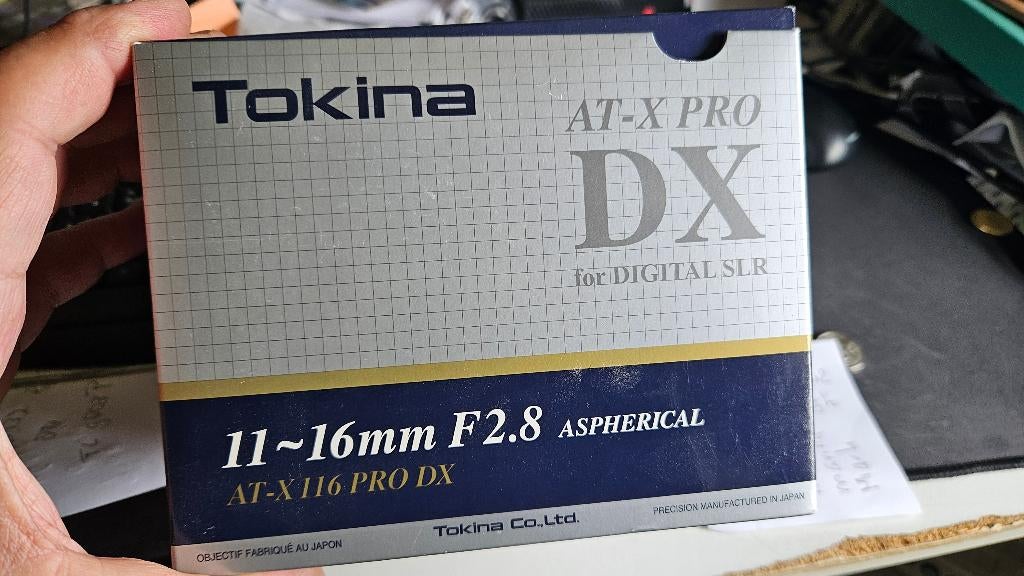 Tokina
AT-X PRO
DX
for DIGITAL SLR
11~16mm F2.8 ASPHERICAL
AT-X 116 PRO DX
OBJECTIF FABRIQUÉ AU JAPON
Tokina Co.,Ltd.
PRECISION MANUFACTURED IN JAPAN